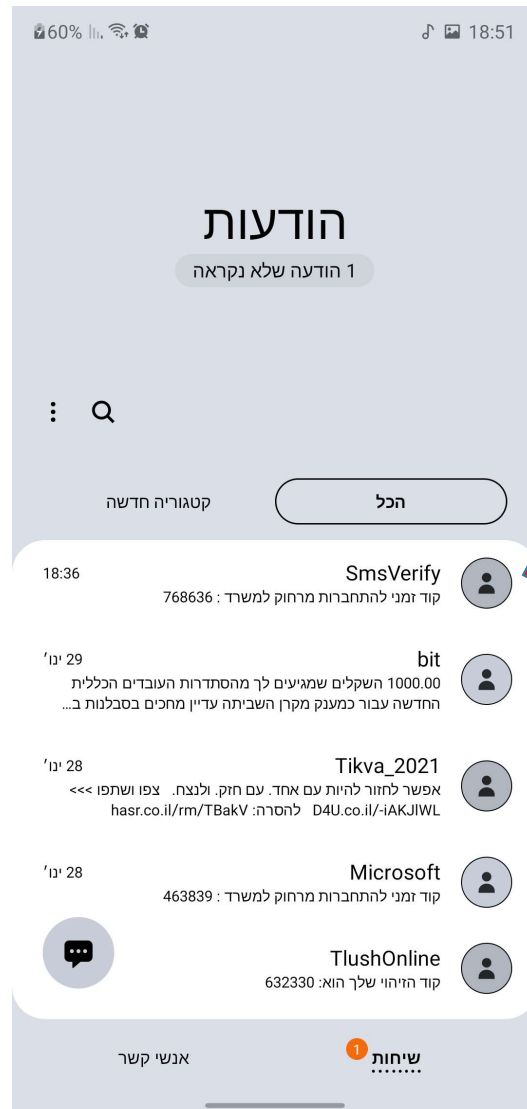 60% 18:51
הודעות
1 הודעה שלא נקראה
הכל קטגוריה חדשה
SmsVerify 18:36
קוד זמני להתחברות מרחוק למשרד : 768636
bit 29 ינו׳
1000.00 השקלים שמגיעים לך מהסתדרות העובדים הכללית
החדשה עבור כמענק מקרן השביתה עדיין מחכים בסבלנות ב...
Tikva_2021 28 ינו׳
אפשר לחזור להיות עם אחד. עם חזק. ולנצח. צפו ושתפו >>>
D4U.co.il/-iAKJlWL להסרה: hasr.co.il/rm/TBakV
Microsoft 28 ינו׳
קוד זמני להתחברות מרחוק למשרד : 463839
TlushOnline
קוד הזיהוי שלך הוא: 632330
שיחות 1 אנשי קשר